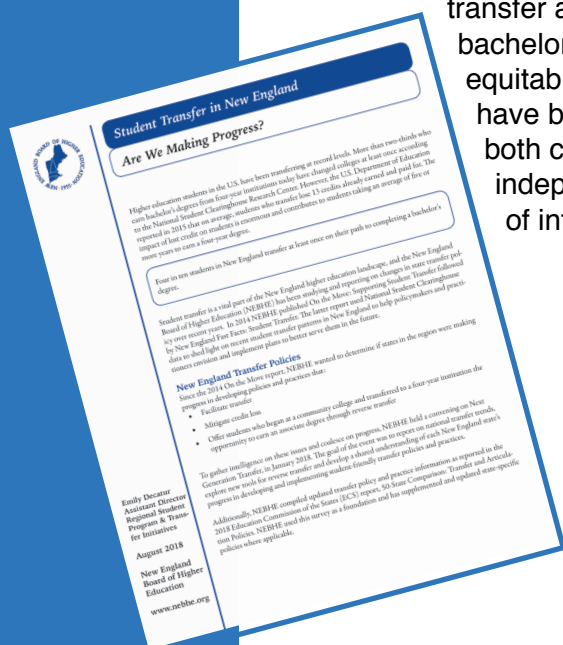 transfer a
bachelor
equitab
have b
both c
indep
of in
NEW ENGLAND BOARD OF HIGHER EDUCATION
1955
Student Transfer in New England
Are We Making Progress?
Higher education students in the U.S. have been transferring at record levels. More than two-thirds who
earn bachelor's degrees from four-year institutions today have changed colleges at least once according
to the National Student Clearinghouse Research Center. However, the U.S. Department of Education
reported in 2015 that on average, students who transfer lose 13 credits already earned and paid for. The
impact of lost credit on students is enormous and contributes to students taking an average of five or
more years to earn a four-year degree.
Four in ten students in New England transfer at least once on their path to completing a bachelor's
degree.
Student transfer is a vital part of the New England higher education landscape, and the New England
Board of Higher Education (NEBHE) has been studying and reporting on changes in state transfer pol-
icy over recent years. In 2014 NEBHE published On the Move: Supporting Student Transfer followed
by New England Fast Facts: Student Transfer. The latter report used National Student Clearinghouse
data to shed light on recent student transfer patterns in New England to help policymakers and practi-
tioners envision and implement plans to better serve them in the future.
New England Transfer Policies
Since the 2014 On the Move report, NEBHE wanted to determine if states in the region were making
progress in developing policies and practices that:
• Facilitate transfer
• Mitigate credit loss
• Offer students who began at a community college and transferred to a four-year institution the
opportunity to earn an associate degree through reverse transfer
To gather intelligence on these issues and coalesce on progress, NEBHE held a convening on Next
Generation Transfer, in January 2018. The goal of the event was to report on national transfer trends,
explore new tools for reverse transfer and develop a shared understanding of each New England state's
progress in developing and implementing student-friendly transfer policies and practices.
Additionally, NEBHE compiled updated transfer policy and practice information as reported in the
2018 Education Commission of the States (ECS) report, 50-State Comparison: Transfer and Articula-
tion Policies. NEBHE used this survey as a foundation and has supplemented and updated state-specific
policies where applicable.
Emily Decatur
Assistant Director
Regional Student
Program & Trans-
fer Initiatives
August 2018
New England
Board of Higher
Education
www.nebhe.org